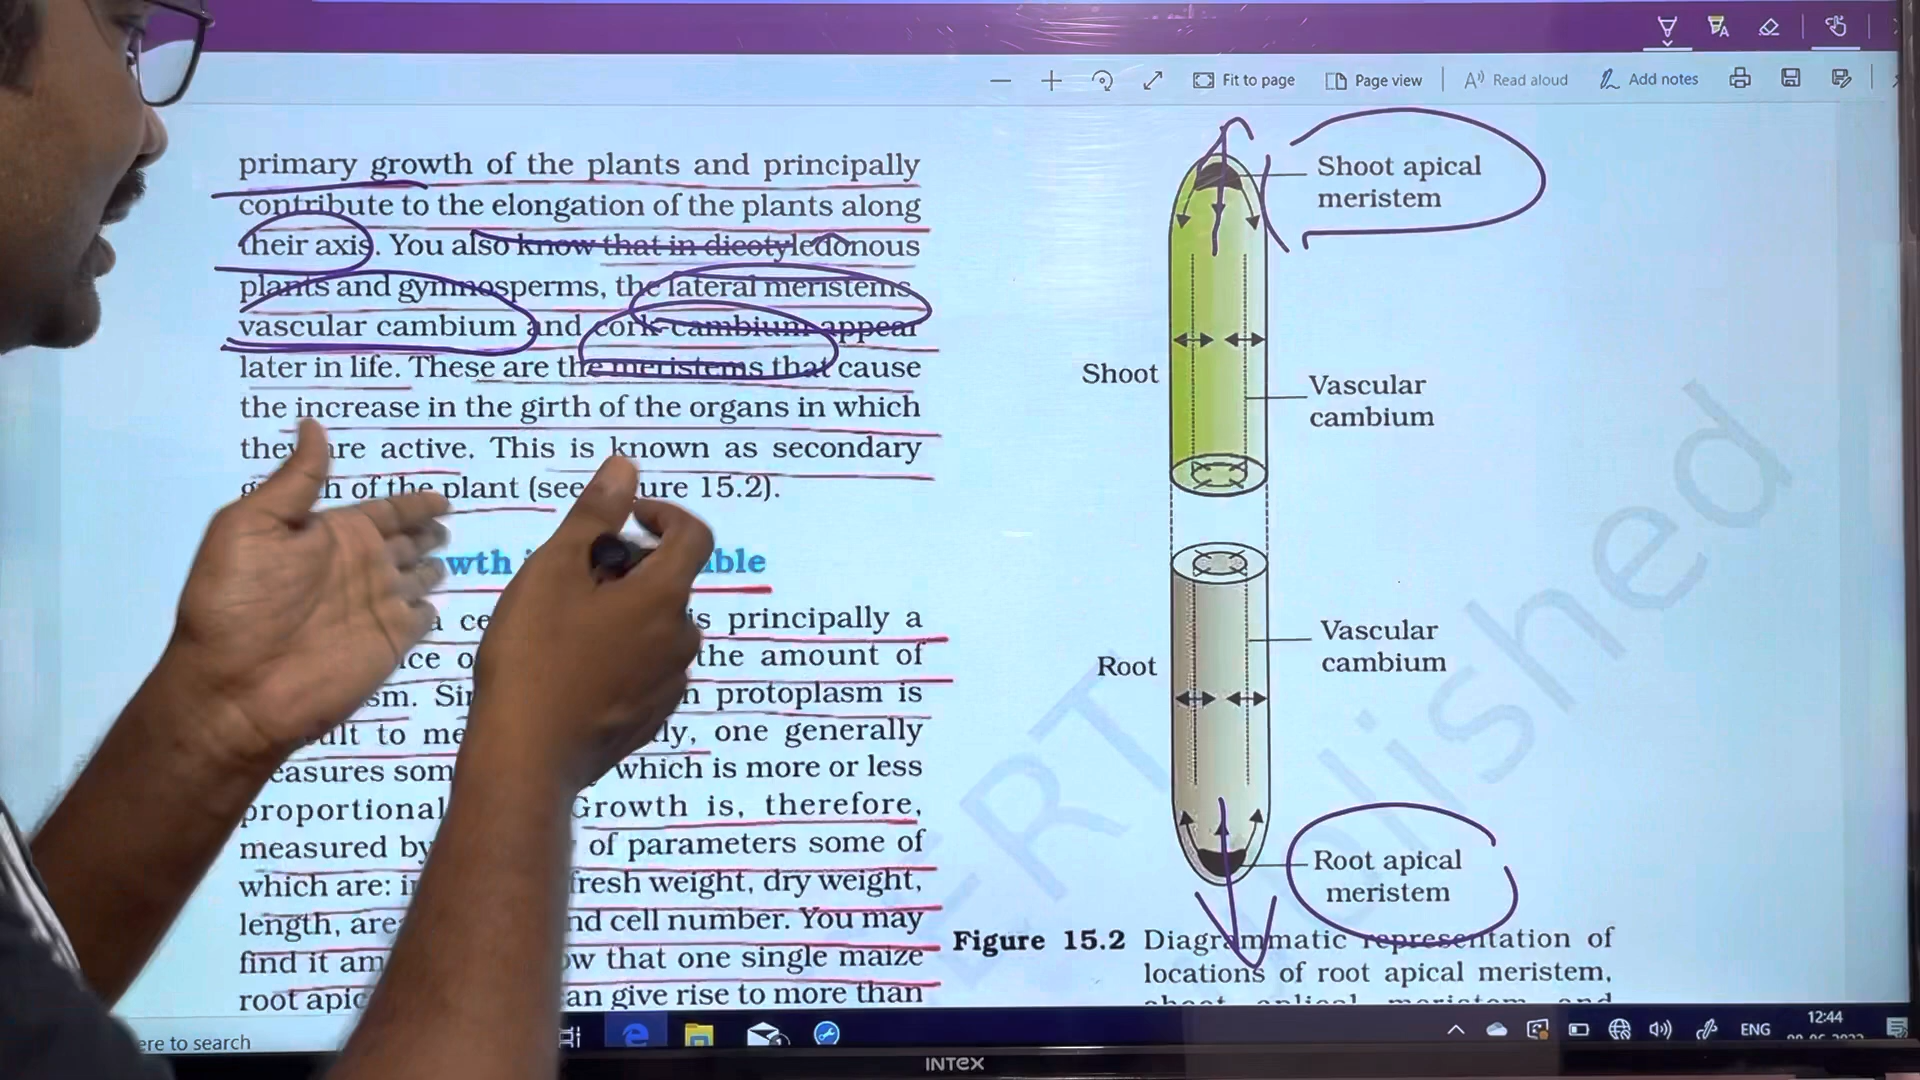 Fit to page
Page view
Read aloud
Add notes
primary growth of the plants and principally
contribute to the elongation of the plants along
their axis. You also know that in dicotyledonous
plants and gymnosperms, the lateral meristems,
vascular cambium and cork-cambium appear
later in life. These are the meristems that cause
the increase in the girth of the organs in which
they are active. This is known as secondary
of the plant (see 15.2).
is principally a
the amount of
protoplasm is
to one generally
which is more or less
proportional Growth is, therefore,
measured by of parameters some of
which are: fresh weight, dry weight,
length, cell number. You may
find it that one single maize
root can give rise to more than
Shoot apical
meristem
Shoot
Vascular
cambium
Root
Vascular
cambium
Root apical
meristem
Figure 15.2 Diagrammatic representation of
locations of root apical meristem,
to search
ENG
12:44
INTEX